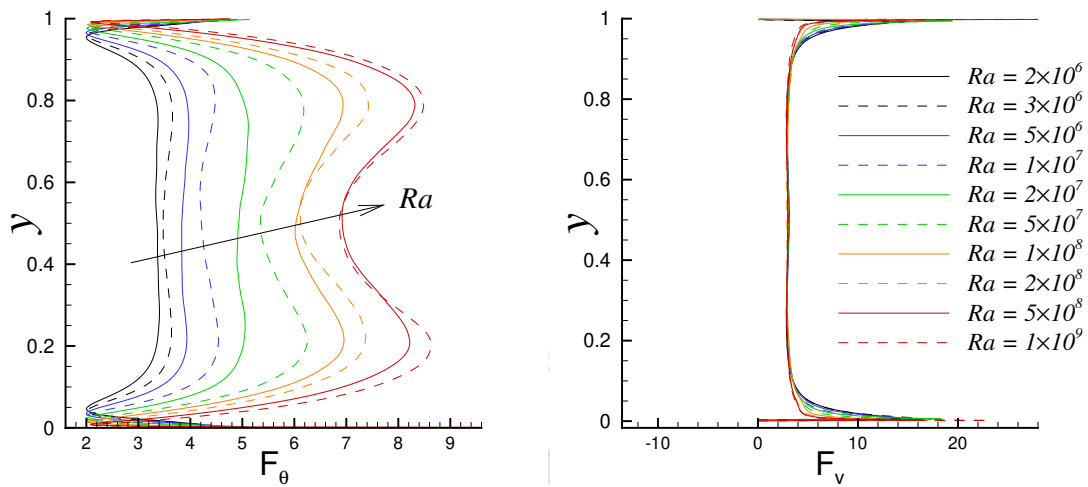 1
0.8
0.6
0.4
0.2
0
y
2 3 4 5 6 7 8 9
F_θ
Ra
1
0.8
0.6
0.4
0.2
0
y
-10 0 10 20
F_v
Ra = 2×10^6
Ra = 3×10^6
Ra = 5×10^6
Ra = 1×10^7
Ra = 2×10^7
Ra = 5×10^7
Ra = 1×10^8
Ra = 2×10^8
Ra = 5×10^8
Ra = 1×10^9